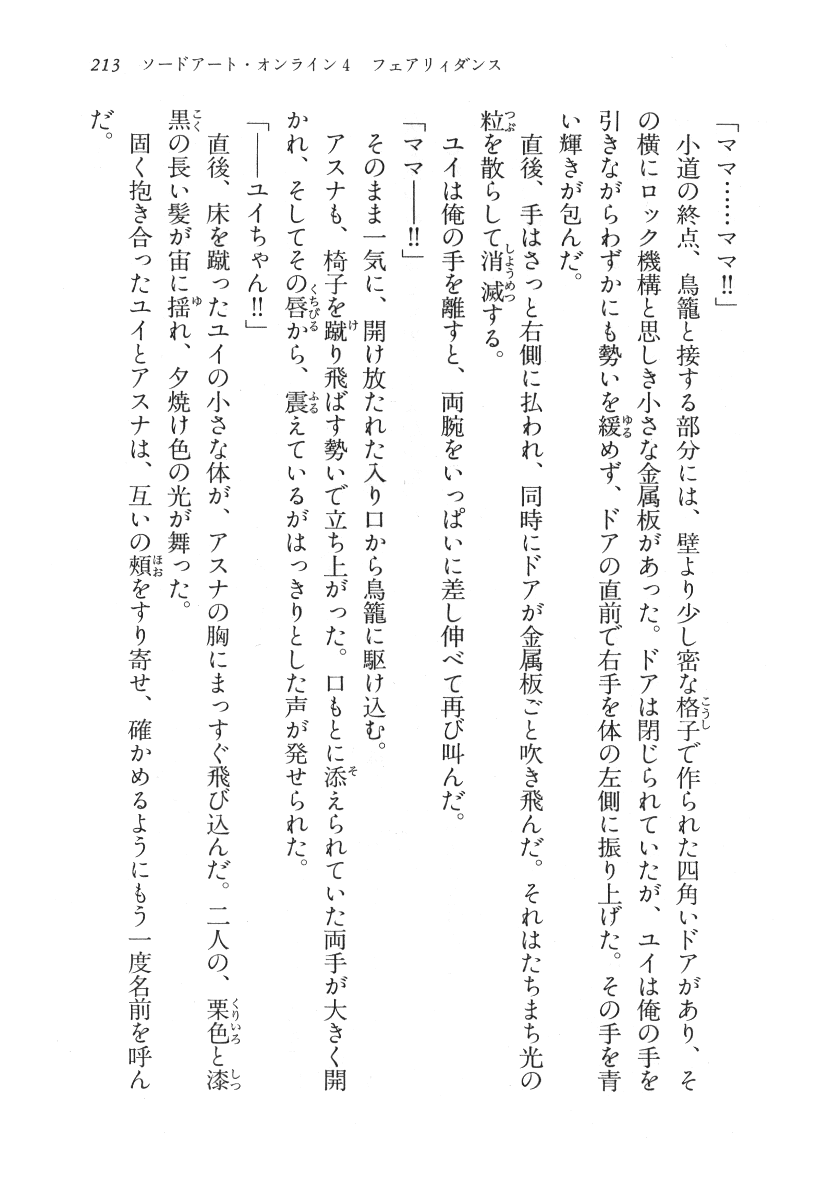 213　ソードアート・オンライン4　フェアリィダンス
「ママ……ママ!!」
　小道の終点、鳥籠と接する部分には、壁より少し密な格子で作られた四角いドアがあり、そ
の横にロック機構と思しき小さな金属板があった。ドアは閉じられていたが、ユイは俺の手を
引きながらわずかにも勢いを緩めず、ドアの直前で右手を体の左側に振り上げた。その手を青
い輝きが包んだ。
　直後、手はさっと右側に払われ、同時にドアが金属板ごと吹き飛んだ。それはたちまち光の
粒を散らして消滅する。
　ユイは俺の手を離すと、両腕をいっぱいに差し伸べて再び叫んだ。
「ママ――!!」
　そのまま一気に、開け放たれた入り口から鳥籠に駆け込む。
　アスナも、椅子を蹴り飛ばす勢いで立ち上がった。口もとに添えられていた両手が大きく開
かれ、そしてその唇から、震えているがはっきりとした声が発せられた。
「――ユイちゃん!!」
　直後、床を蹴ったユイの小さな体が、アスナの胸にまっすぐ飛び込んだ。二人の、栗色と漆
黒の長い髪が宙に揺れ、夕焼け色の光が舞った。
　固く抱き合ったユイとアスナは、互いの頬をすり寄せ、確かめるようにもう一度名前を呼ん
だ。